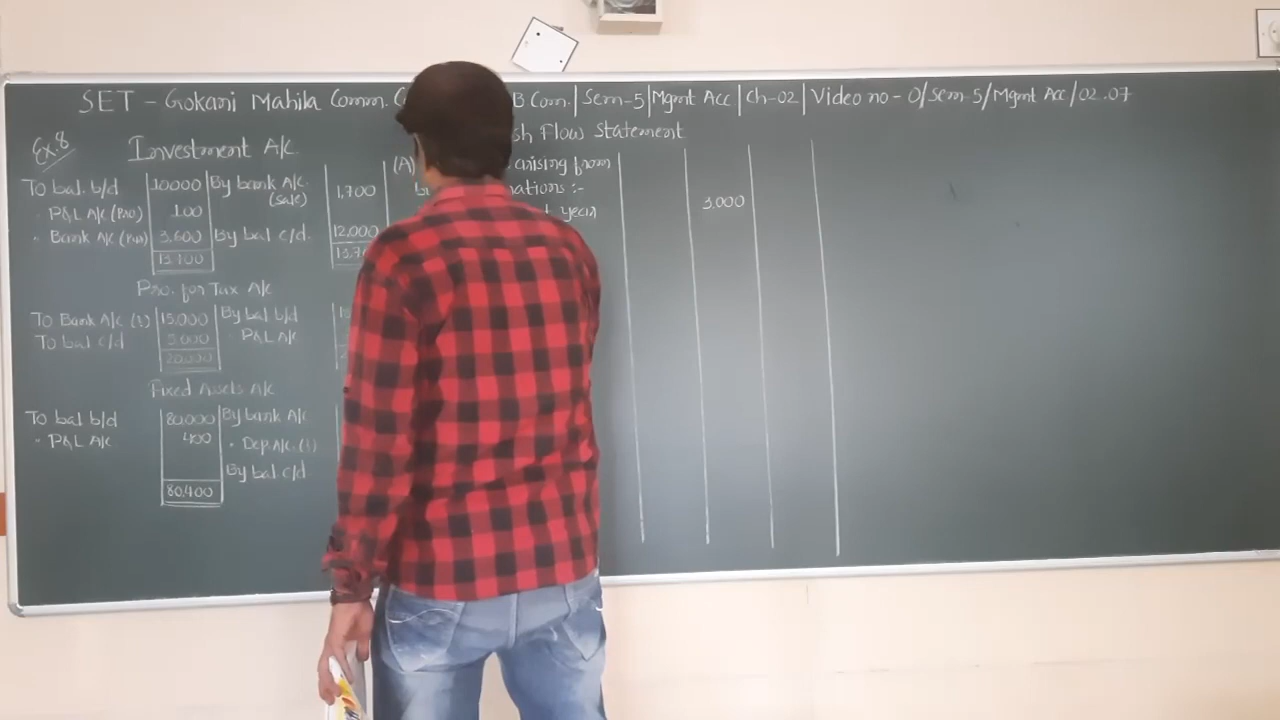 SET - Gokani Mahila Comm. C B Com. | Sem-5 | Mgmt Acc | Ch-02 | Video no - 0/Sem-5/Mgmt Acc/02.07
Ex.8
Investment A/c.
To bal. b/d 10000 By bank A/c. (sale) 1,700
" P&L A/c 100
" Bank A/c 3,600 By bal c/d. 12,000
13,700
Pro. for Tax A/c
To Bank A/c 15,000 By bal b/d
To bal c/d 5,000 " P&L A/c
20,000
Fixed Assets A/c
To bal b/d 80,000 By bank A/c
" P&L A/c 400 " Dep. A/c.
By bal c/d.
80,400
sh Flow Statement
(A) arising from
ations :-
year 3,000